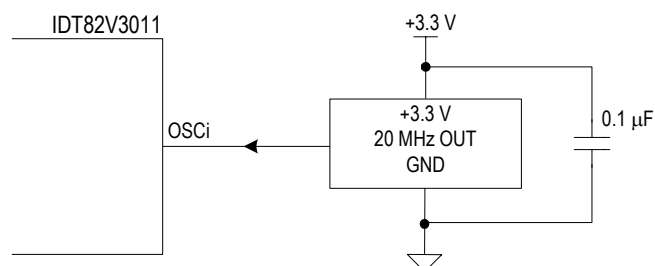 IDT82V3011
+3.3 V
OSCi
+3.3 V
20 MHz OUT
GND
0.1 μF